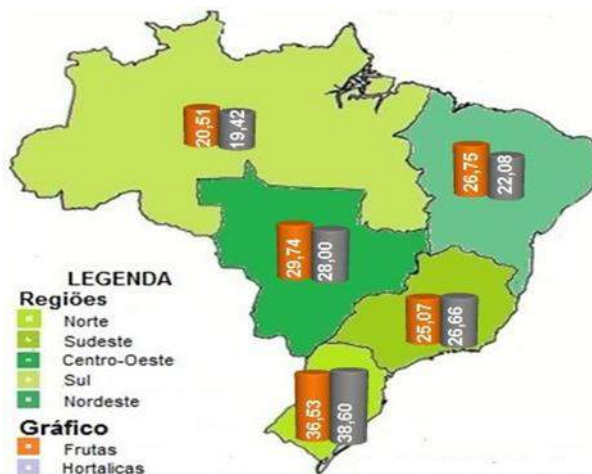 20,51
19,42
26,75
22,08
29,74
28,00
25,07
26,66
36,53
38,60
LEGENDA
Regiões
Norte
Sudeste
Centro-Oeste
Sul
Nordeste
Gráfico
Frutas
Hortalicas